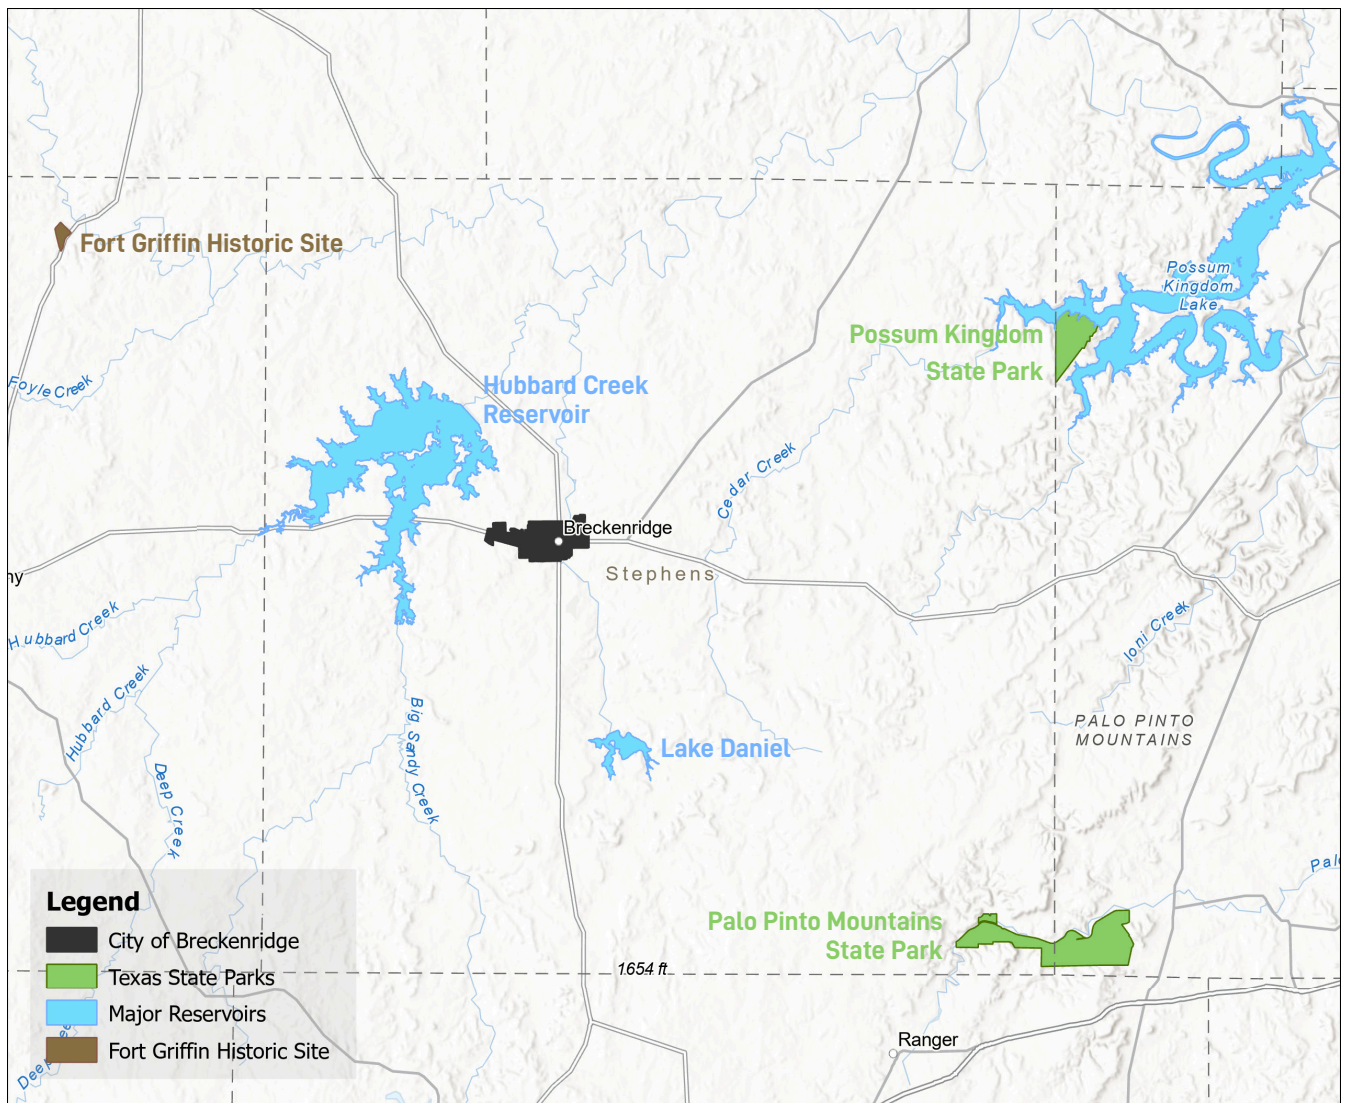 Fort Griffin Historic Site
Possum
Kingdom
Lake
Possum Kingdom
State Park
Foyle Creek
Hubbard Creek
Reservoir
Cedar Creek
Breckenridge
Stephens
ny
Hubbard Creek
Ioni Creek
Hubbard Creek
Big Sandy Creek
PALO PINTO
MOUNTAINS
Lake Daniel
Deep Creek
Palo Pinto Mountains
State Park
1654 ft
Ranger
Legend
City of Breckenridge
Texas State Parks
Major Reservoirs
Fort Griffin Historic Site